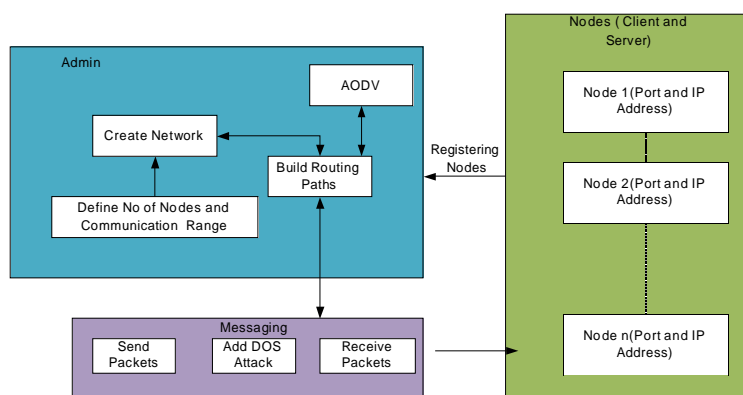 Admin
AODV
Create Network
Build Routing
Paths
Define No of Nodes and
Communication Range
Registering
Nodes
Messaging
Send
Packets
Add DOS
Attack
Receive
Packets
Nodes ( Client and
Server)
Node 1(Port and IP
Address)
Node 2(Port and IP
Address)
Node n(Port and IP
Address)